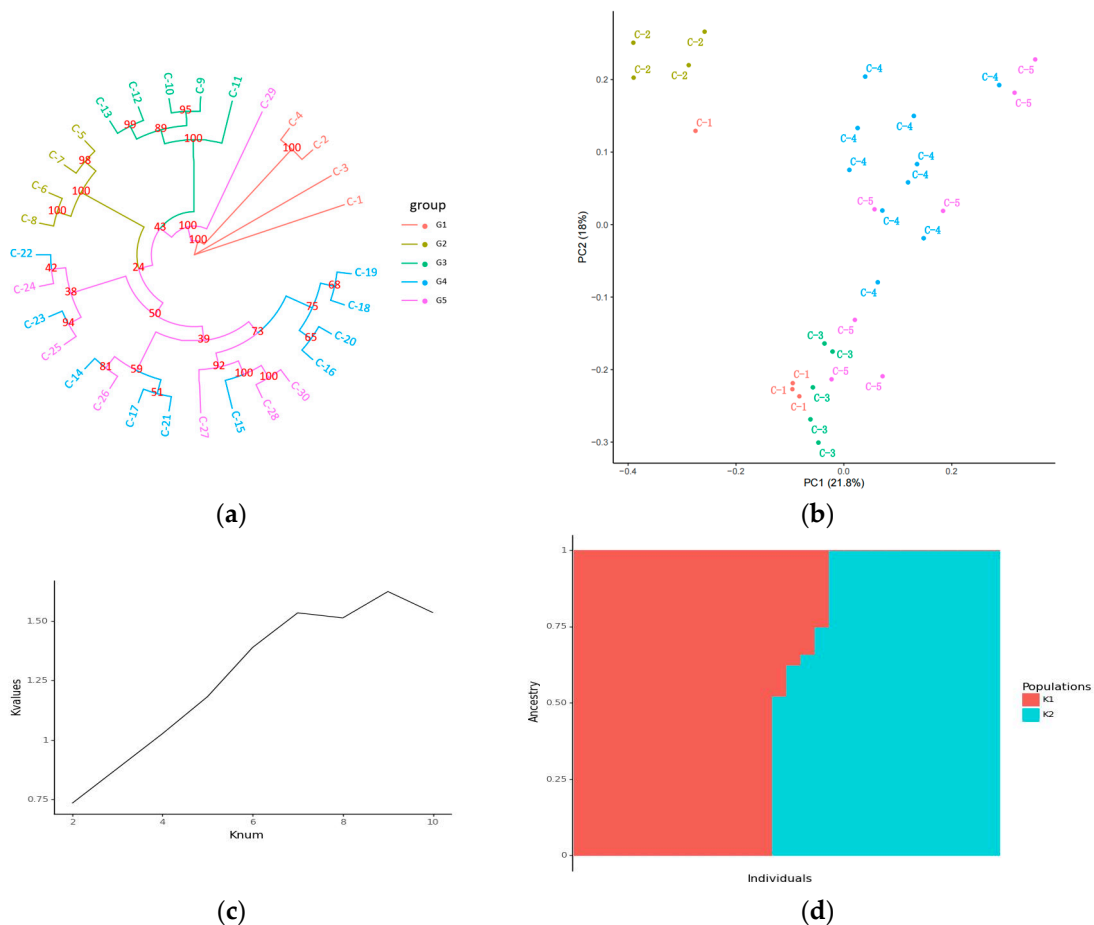 C-9
C-10
C-11
C-12
C-13
C-29
95
99
89
100
C-4
C-2
100
C-3
C-1
C-5
C-7
98
C-6
100
100
C-8
43
100
100
24
group
G1
G2
G3
G4
G5
C-22
42
C-24
38
C-23
94
C-25
50
39
73
C-19
68
C-18
75
C-20
65
C-16
C-14
81
59
C-26
51
C-17
C-21
92
100
100
C-30
C-28
C-15
C-27
(a)
C-2
C-2
C-2
C-2
C-1
C-4
C-4
C-5
C-5
C-4
C-4
C-4
C-4
C-5
C-5
C-4
C-4
C-4
C-5
C-3
C-3
C-1
C-5
C-5
C-1
C-1
C-3
C-3
C-3
0.2
0.1
0.0
−0.1
−0.2
−0.3
PC2 (18%)
−0.4
−0.2
0.0
0.2
PC1 (21.8%)
(b)
1.50
1.25
1
0.75
Kvalues
2
4
6
8
10
Knum
(c)
1
0.75
0.50
0.25
0
Ancestry
Individuals
Populations
K1
K2
(d)